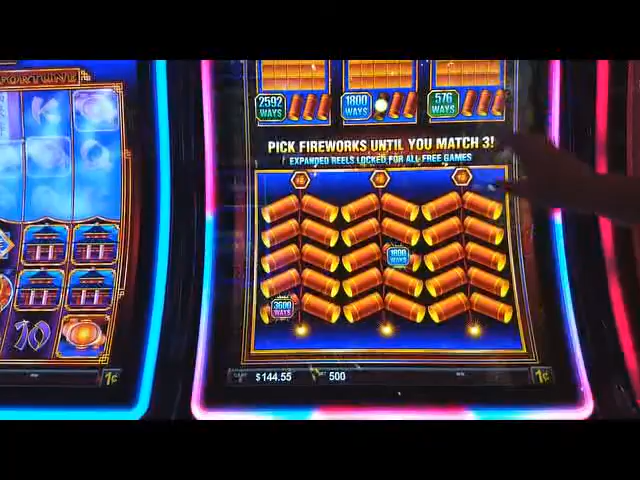 FORTUNE
2592 WAYS
1800 WAYS
576 WAYS
PICK FIREWORKS UNTIL YOU MATCH 3!
EXPANDED REELS LOCKED FOR ALL FREE GAMES
1800 WAYS
3600 WAYS
10
1¢
$144.55
500
1¢